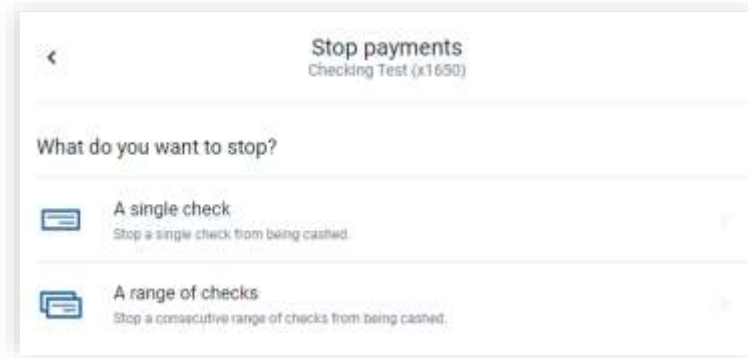 Stop payments
Checking Test (x1650)
What do you want to stop?
A single check
Stop a single check from being cashed.
A range of checks
Stop a consecutive range of checks from being cashed.